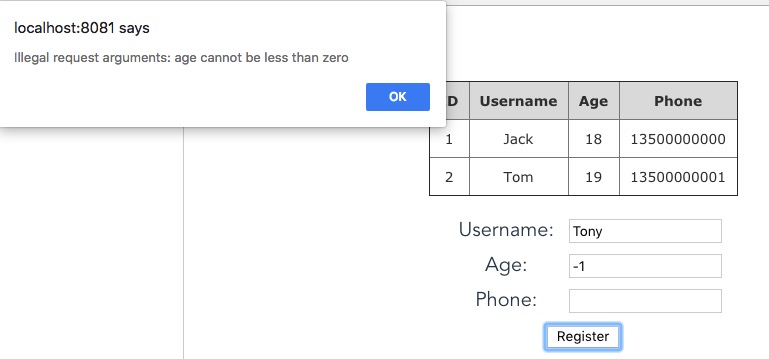 localhost:8081 says
Illegal request arguments: age cannot be less than zero
OK
D Username Age Phone
1 Jack 18 13500000000
2 Tom 19 13500000001
Username: Tony
Age: -1
Phone:
Register